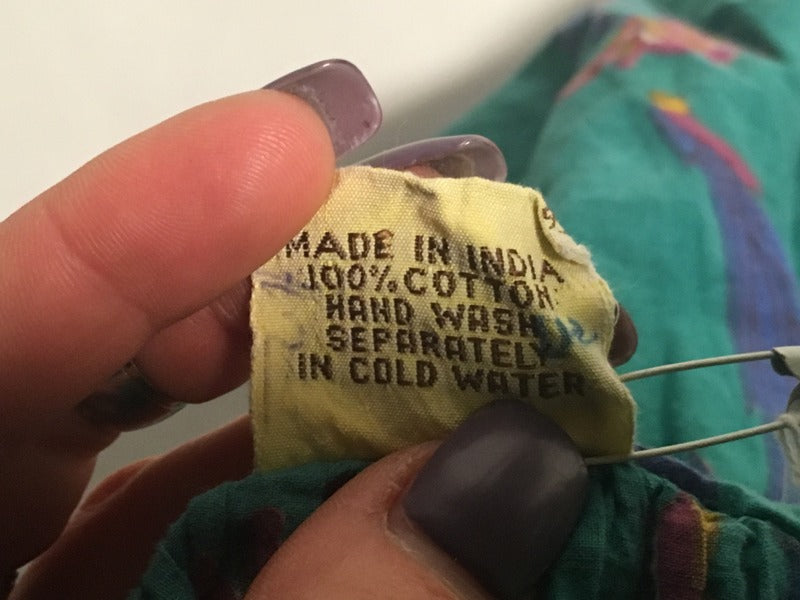 MADE IN INDIA
100% COTTON
HAND WASH
SEPARATELY
IN COLD WATER